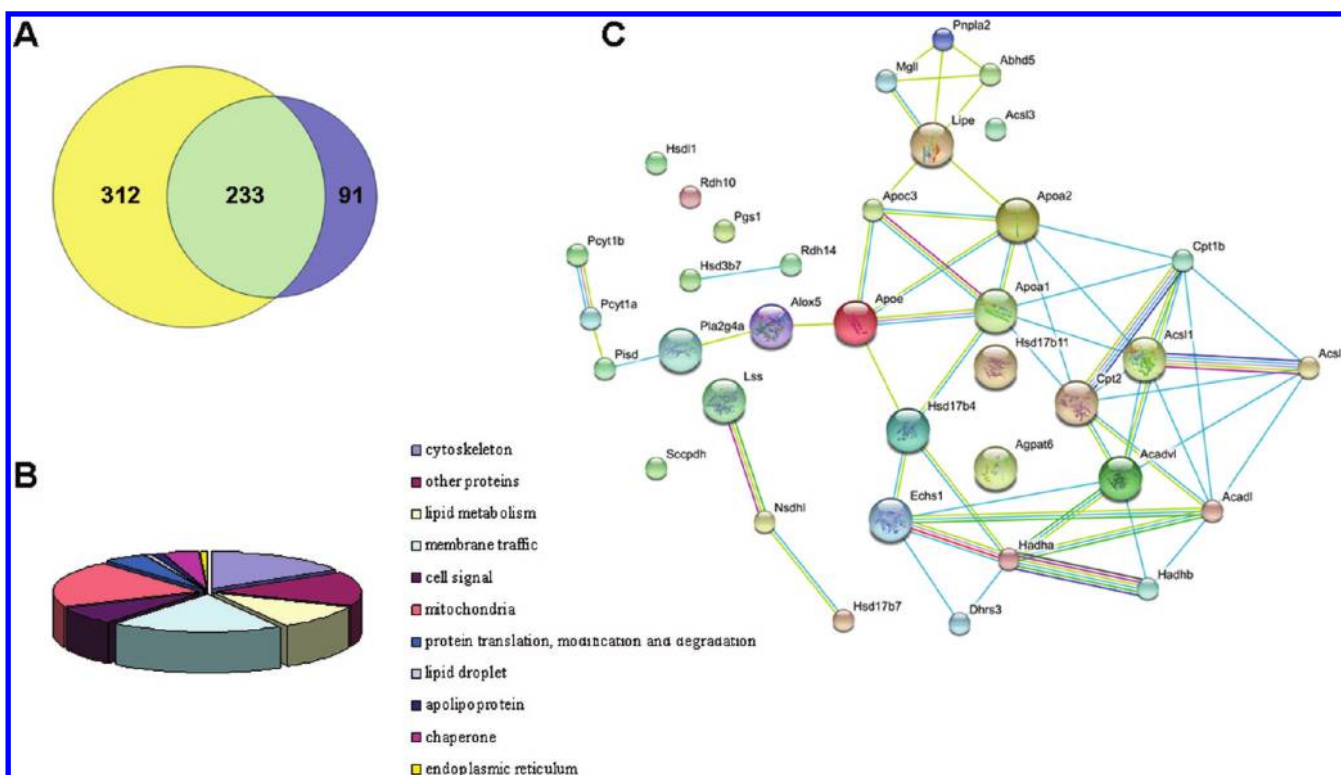 A
312
233
91
B
cytoskeleton
other proteins
lipid metabolism
membrane traffic
cell signal
mitochondria
protein translation, modification and degradation
lipid droplet
apolipoprotein
chaperone
endoplasmic reticulum
C
Pnpla2
Mgll
Abhd5
Acsl3
Lipe
Hsdl1
Rdh10
Apoc3
Apoa2
Pgs1
Pcyt1b
Rdh14
Cpt1b
Hsd3b7
Pcyt1a
Alox5
Apoe
Apoa1
Pla2g4a
Acsl1
Pisd
Hsd17b11
Acsl
Lss
Cpt2
Hsd17b4
Agpat6
Acadvl
Sccpdh
Echs1
Acadl
Nsdhl
Hadha
Hadhb
Hsd17b7
Dhrs3